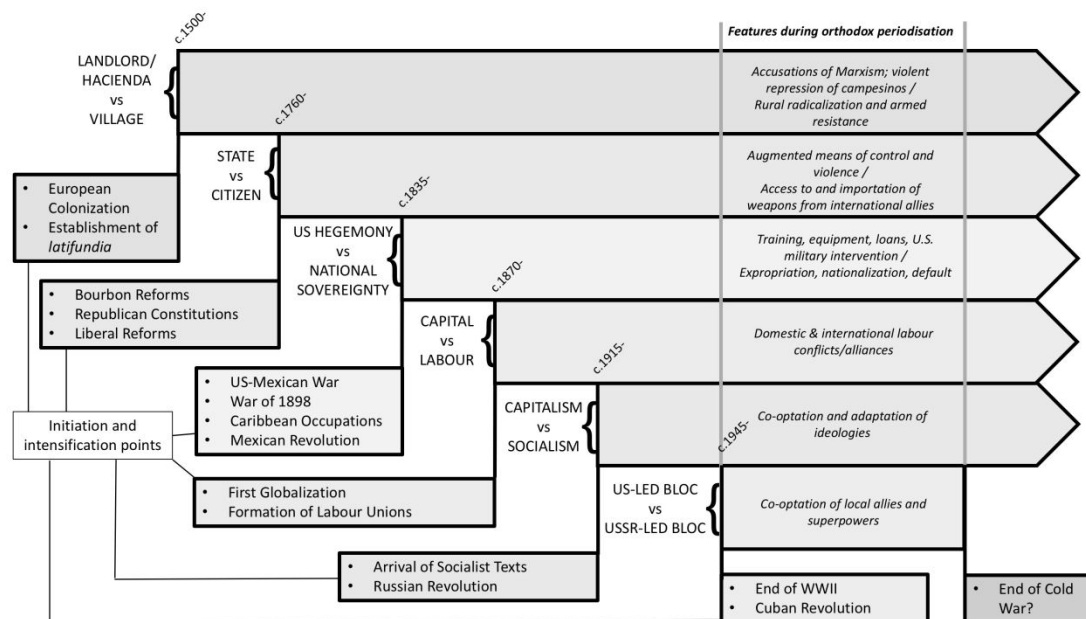 Features during orthodox periodisation
c.1500-
LANDLORD/
HACIENDA
vs
VILLAGE
Accusations of Marxism; violent
repression of campesinos /
Rural radicalization and armed
resistance
c.1760-
STATE
vs
CITIZEN
Augmented means of control and
violence /
Access to and importation of
weapons from international allies
• European
Colonization
• Establishment of
latifundia
c.1835-
US HEGEMONY
vs
NATIONAL
SOVEREIGNTY
Training, equipment, loans, U.S.
military intervention /
Expropriation, nationalization, default
• Bourbon Reforms
• Republican Constitutions
• Liberal Reforms
c.1870-
CAPITAL
vs
LABOUR
Domestic & international labour
conflicts/alliances
• US-Mexican War
• War of 1898
• Caribbean Occupations
• Mexican Revolution
Initiation and
intensification points
c.1915-
CAPITALISM
vs
SOCIALISM
Co-optation and adaptation of
ideologies
• First Globalization
• Formation of Labour Unions
c.1945-
US-LED BLOC
vs
USSR-LED BLOC
Co-optation of local allies and
superpowers
• Arrival of Socialist Texts
• Russian Revolution
• End of WWII
• Cuban Revolution
• End of Cold
War?